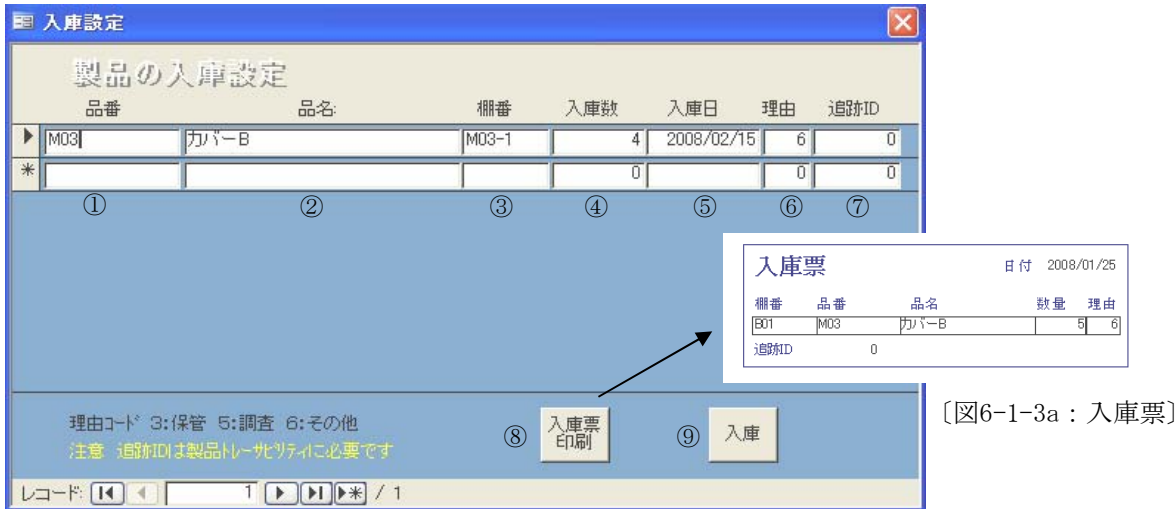 入庫設定
製品の入庫設定
品番 品名: 棚番 入庫数 入庫日 理由 追跡ID
M03 カバーB M03-1 4 2008/02/15 6 0
* 0 0 0
① ② ③ ④ ⑤ ⑥ ⑦
入庫票 日付 2008/01/25
棚番 品番 品名 数量 理由
B01 M03 カバーB 5 6
追跡ID 0
〔図6-1-3a：入庫票〕
理由コード 3:保管 5:調査 6:その他
注意 追跡IDは製品トレーサビリティに必要です
⑧ 入庫票
印刷
⑨ 入庫
レコード: 1 / 1